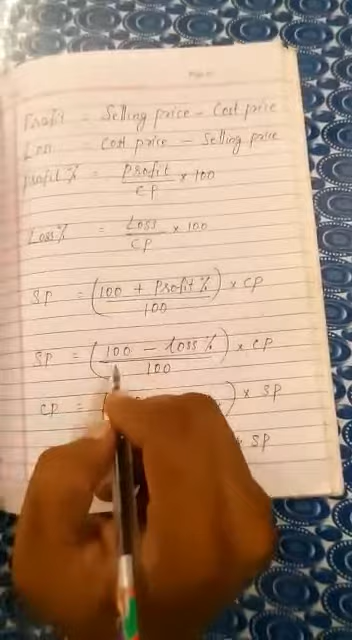 Profit = Selling price - Cost price
Loss = Cost price - Selling price
Profit % = Profit / CP × 100
Loss % = Loss / CP × 100
SP = (100 + Profit % / 100) × CP
SP = (100 - Loss % / 100) × CP
CP = ( ) × SP
SP